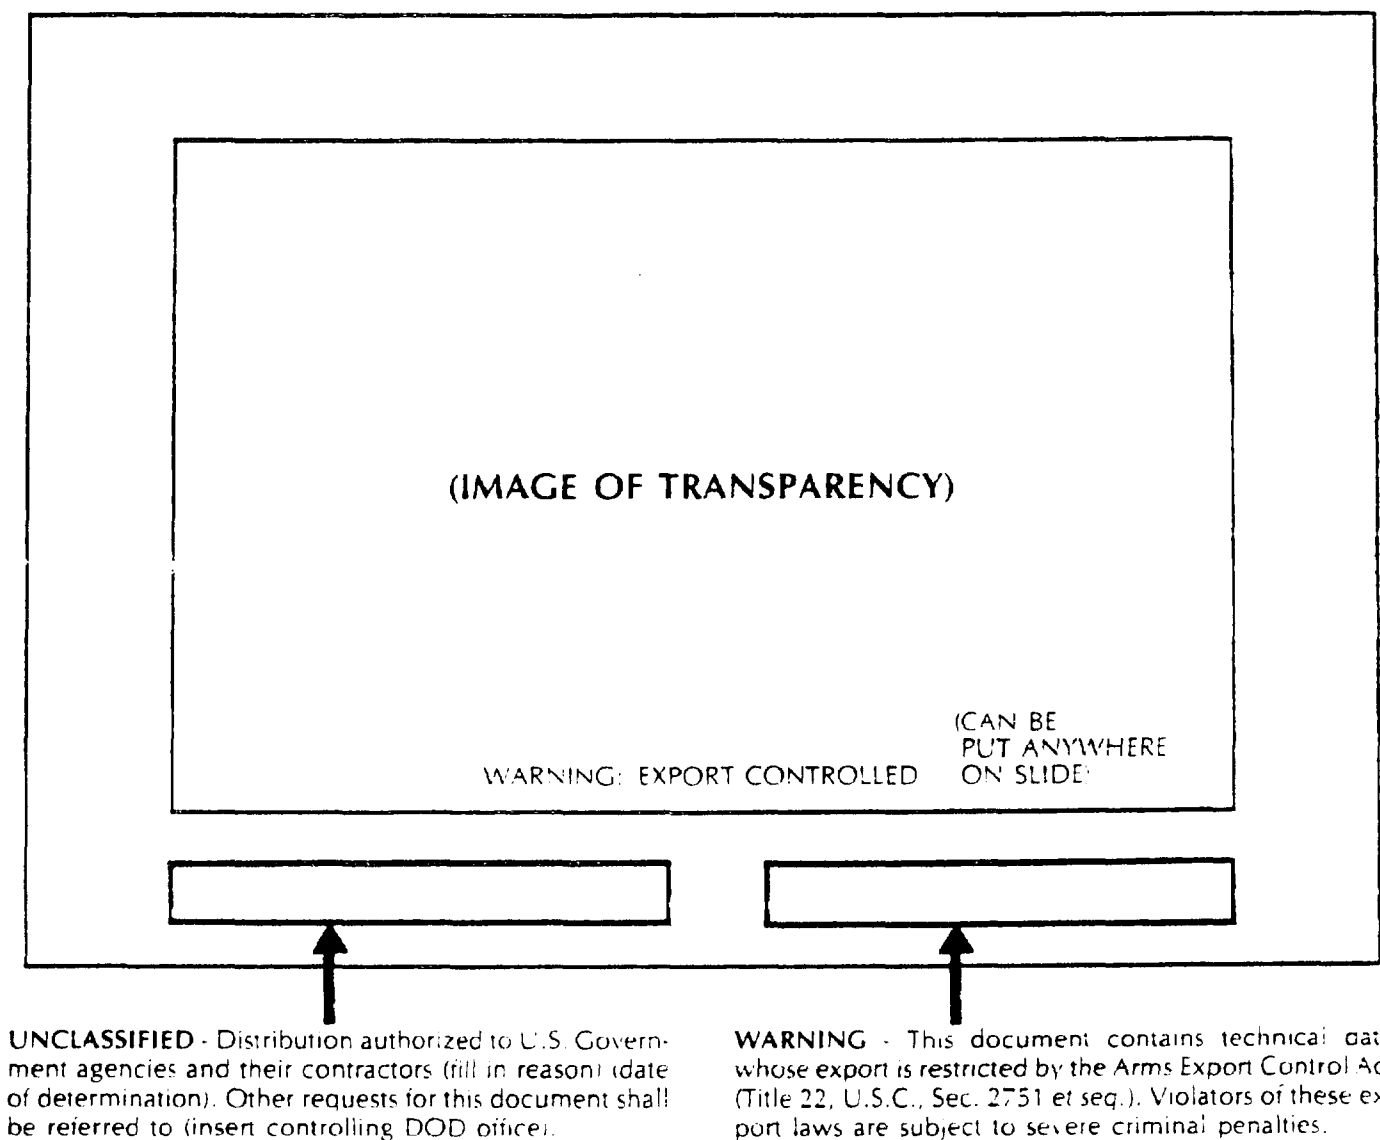 (IMAGE OF TRANSPARENCY)
(CAN BE
PUT ANYWHERE
WARNING: EXPORT CONTROLLED ON SLIDE)
UNCLASSIFIED - Distribution authorized to U.S. Govern-
ment agencies and their contractors (fill in reason) (date
of determination). Other requests for this document shall
be referred to (insert controlling DOD office).
WARNING - This document contains technical dat
whose export is restricted by the Arms Export Control Ac
(Title 22, U.S.C., Sec. 2751 et seq.). Violators of these ex
port laws are subject to severe criminal penalties.